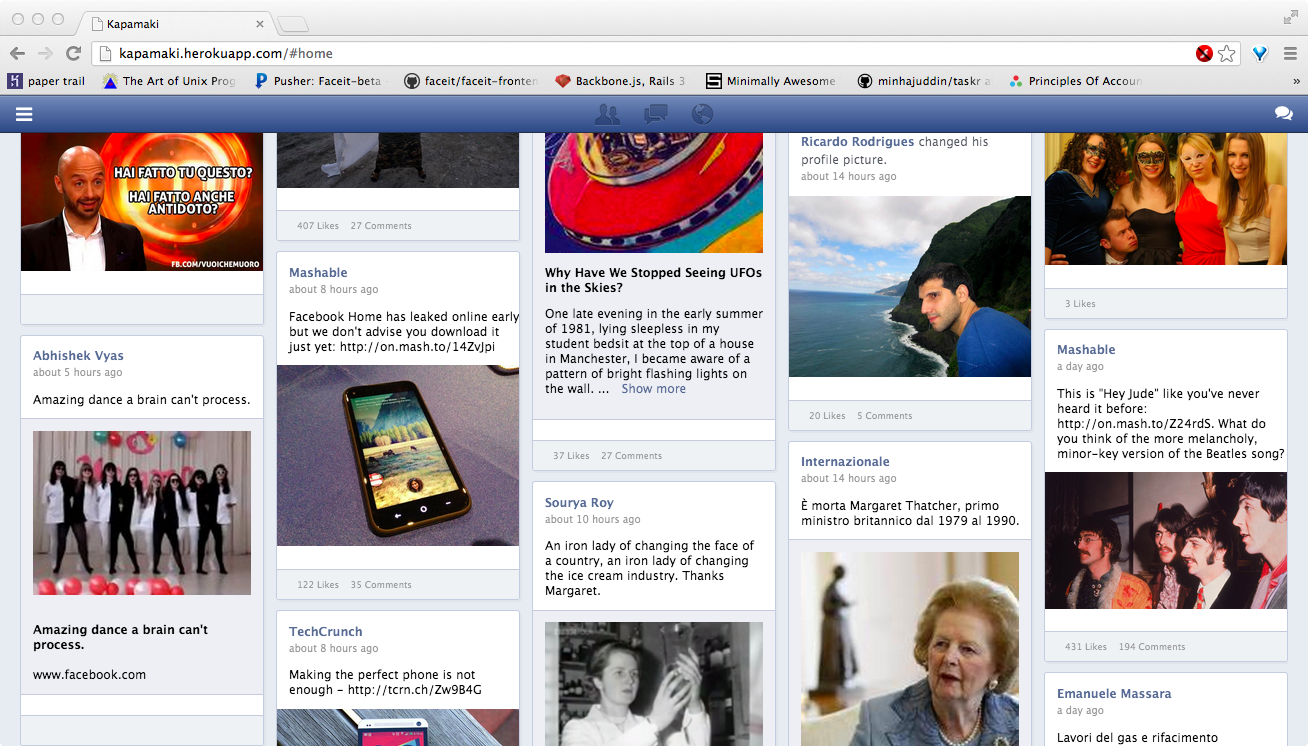 Kapamaki
kapamaki.herokuapp.com/#home
paper trail
The Art of Unix Prog
Pusher: Faceit-beta
faceit/faceit-fronten
Backbone.js, Rails 3
Minimally Awesome
minhajuddin/taskr a
Principles Of Accoun
»
HAI FATTO TU QUESTO?
HAI FATTO ANCHE
ANTIDOTO?
FB.COM/VUOICHEMUORO
Abhishek Vyas
about 5 hours ago
Amazing dance a brain can't process.
Amazing dance a brain can't
process.
www.facebook.com
407 Likes 27 Comments
Mashable
about 8 hours ago
Facebook Home has leaked online early
but we don't advise you download it
just yet: http://on.mash.to/14ZvJpi
122 Likes 35 Comments
TechCrunch
about 8 hours ago
Making the perfect phone is not
enough – http://tcrn.ch/Zw9B4G
Why Have We Stopped Seeing UFOs
in the Skies?
One late evening in the early summer
of 1981, lying sleepless in my
student bedsit at the top of a house
in Manchester, I became aware of a
pattern of bright flashing lights on
the wall. ... Show more
37 Likes 27 Comments
Sourya Roy
about 10 hours ago
An iron lady of changing the face of
a country, an iron lady of changing
the ice cream industry. Thanks
Margaret.
Ricardo Rodrigues changed his
profile picture.
about 14 hours ago
20 Likes 5 Comments
Internazionale
about 14 hours ago
È morta Margaret Thatcher, primo
ministro britannico dal 1979 al 1990.
3 Likes
Mashable
a day ago
This is "Hey Jude" like you've never
heard it before:
http://on.mash.to/Z24rdS. What do
you think of the more melancholy,
minor-key version of the Beatles song?
431 Likes 194 Comments
Emanuele Massara
a day ago
Lavori del gas e rifacimento